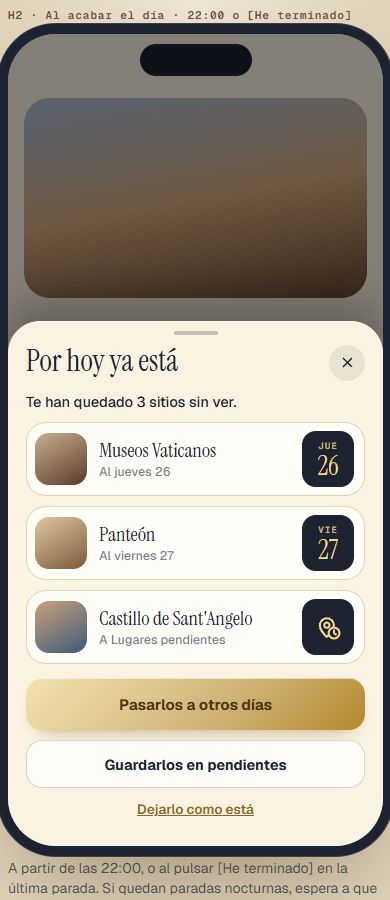 H2 · Al acabar el día · 22:00 o [He terminado]
Por hoy ya está
Te han quedado 3 sitios sin ver.
Museos Vaticanos
Al jueves 26
JUE
26
Panteón
Al viernes 27
VIE
27
Castillo de Sant'Angelo
A Lugares pendientes
Pasarlos a otros días
Guardarlos en pendientes
Dejarlo como está
A partir de las 22:00, o al pulsar [He terminado] en la
última parada. Si quedan paradas nocturnas, espera a que